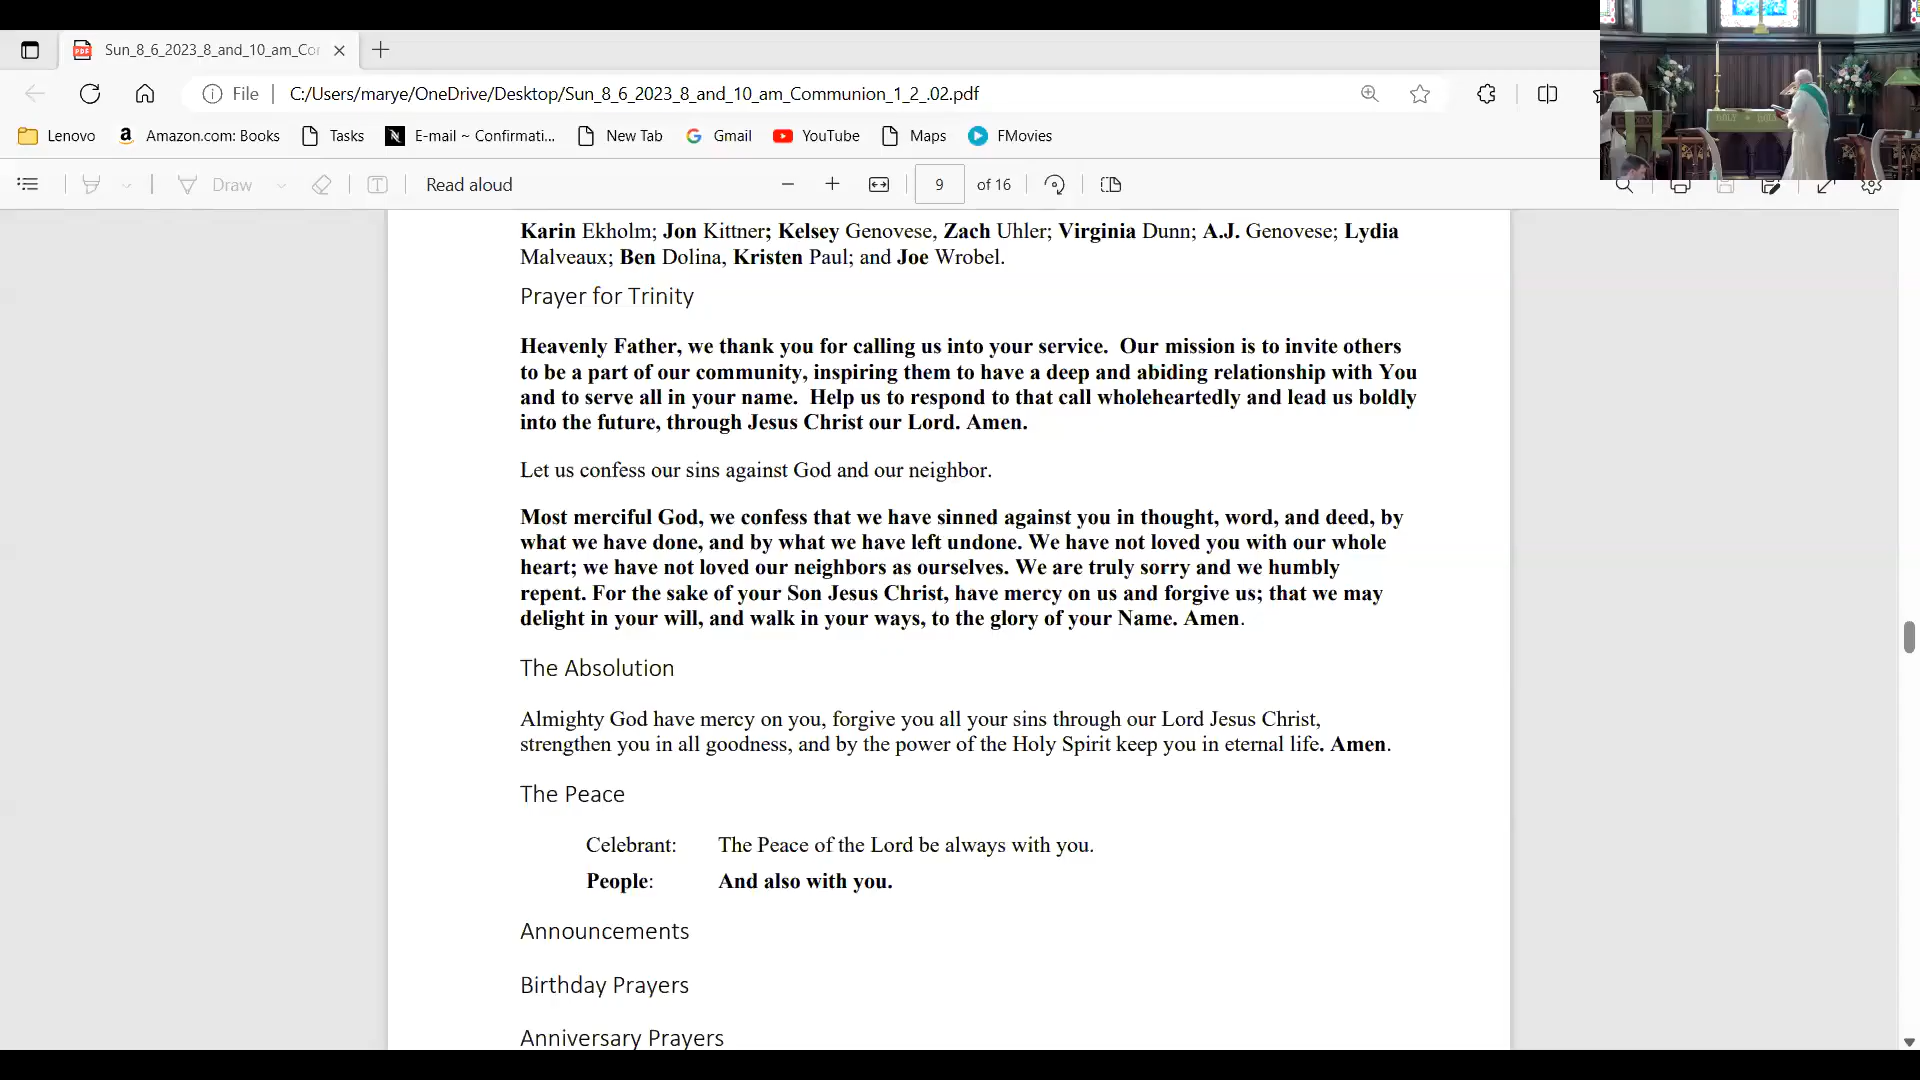 Sun_8_6_2023_8_and_10_am_Co
File
C:/Users/marye/OneDrive/Desktop/Sun_8_6_2023_8_and_10_am_Communion_1_2_.02.pdf
Lenovo Amazon.com: Books Tasks E-mail ~ Confirmati... New Tab Gmail YouTube Maps FMovies
Draw Read aloud 9 of 16
Karin Ekholm; Jon Kittner; Kelsey Genovese, Zach Uhler; Virginia Dunn; A.J. Genovese; Lydia
Malveaux; Ben Dolina, Kristen Paul; and Joe Wrobel.
Prayer for Trinity
Heavenly Father, we thank you for calling us into your service.  Our mission is to invite others
to be a part of our community, inspiring them to have a deep and abiding relationship with You
and to serve all in your name.  Help us to respond to that call wholeheartedly and lead us boldly
into the future, through Jesus Christ our Lord. Amen.
Let us confess our sins against God and our neighbor.
Most merciful God, we confess that we have sinned against you in thought, word, and deed, by
what we have done, and by what we have left undone. We have not loved you with our whole
heart; we have not loved our neighbors as ourselves. We are truly sorry and we humbly
repent. For the sake of your Son Jesus Christ, have mercy on us and forgive us; that we may
delight in your will, and walk in your ways, to the glory of your Name. Amen.
The Absolution
Almighty God have mercy on you, forgive you all your sins through our Lord Jesus Christ,
strengthen you in all goodness, and by the power of the Holy Spirit keep you in eternal life. Amen.
The Peace
Celebrant: The Peace of the Lord be always with you.
People: And also with you.
Announcements
Birthday Prayers
Anniversary Prayers